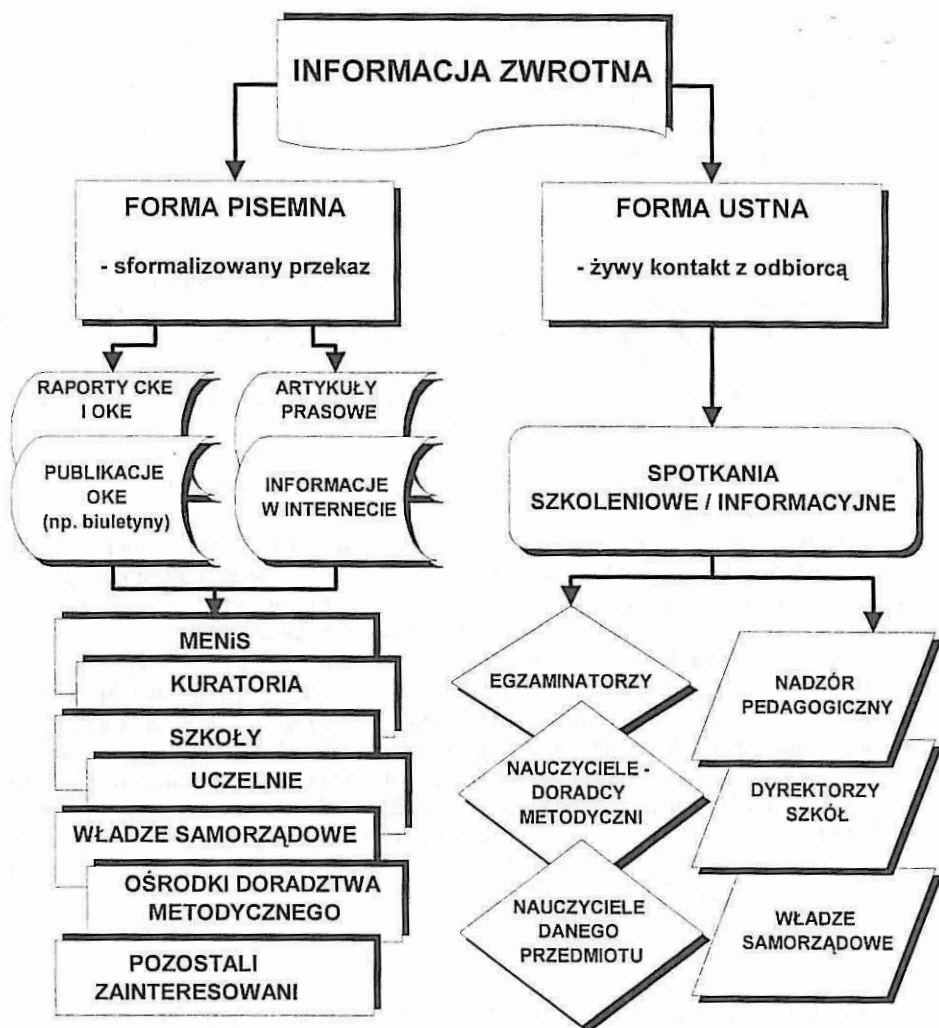 INFORMACJA ZWROTNA
FORMA PISEMNA
- sformalizowany przekaz
FORMA USTNA
- żywy kontakt z odbiorcą
RAPORTY CKE
I OKE
ARTYKUŁY
PRASOWE
PUBLIKACJE
OKE
(np. biuletyny)
INFORMACJE
W INTERNECIE
SPOTKANIA
SZKOLENIOWE / INFORMACYJNE
MENiS
KURATORIA
SZKOŁY
UCZELNIE
WŁADZE SAMORZĄDOWE
OŚRODKI DORADZTWA
METODYCZNEGO
POZOSTALI
ZAINTERESOWANI
EGZAMINATORZY
NAUCZYCIELE -
DORADCY
METODYCZNI
NAUCZYCIELE
DANEGO
PRZEDMIOTU
NADZÓR
PEDAGOGICZNY
DYREKTORZY
SZKÓŁ
WŁADZE
SAMORZĄDOWE